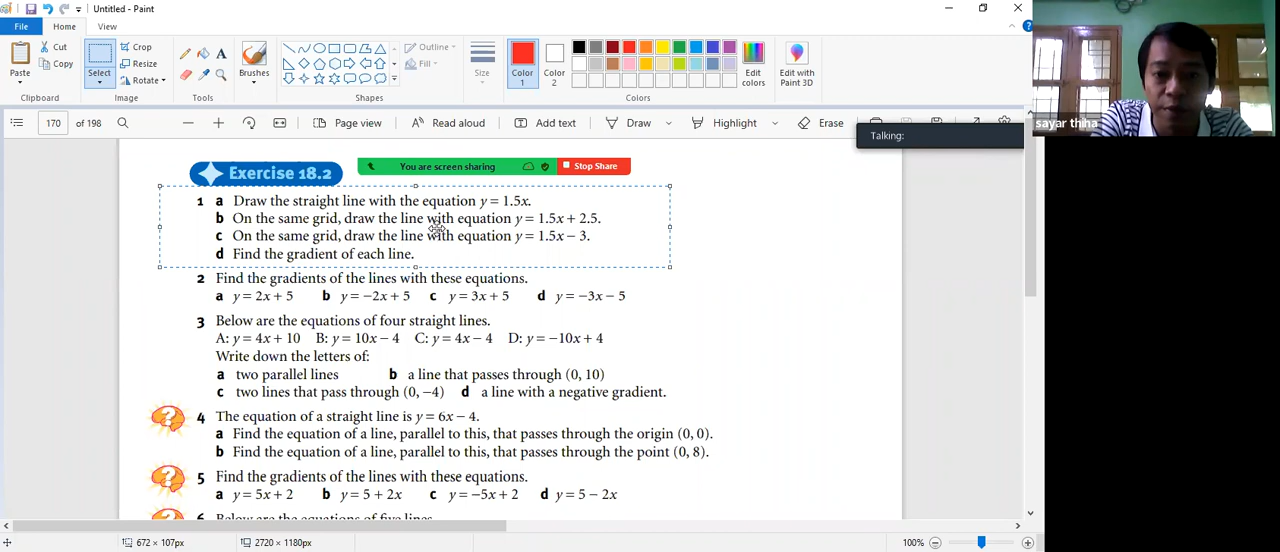 Untitled - Paint
File Home View
Paste
Cut
Copy
Clipboard
Select
Crop
Resize
Rotate
Image
Tools
Brushes
Shapes
Outline
Fill
Size
Color 1
Color 2
Edit colors
Colors
Edit with Paint 3D
sayar thiha
Talking:
170 of 198
Page view
Read aloud
Add text
Draw
Highlight
Erase
You are screen sharing
Stop Share
Exercise 18.2
1 a Draw the straight line with the equation y = 1.5x.
b On the same grid, draw the line with equation y = 1.5x + 2.5.
c On the same grid, draw the line with equation y = 1.5x − 3.
d Find the gradient of each line.
2 Find the gradients of the lines with these equations.
a y = 2x + 5 b y = −2x + 5 c y = 3x + 5 d y = −3x − 5
3 Below are the equations of four straight lines.
A: y = 4x + 10 B: y = 10x − 4 C: y = 4x − 4 D: y = −10x + 4
Write down the letters of:
a two parallel lines b a line that passes through (0, 10)
c two lines that pass through (0, −4) d a line with a negative gradient.
4 The equation of a straight line is y = 6x − 4.
a Find the equation of a line, parallel to this, that passes through the origin (0, 0).
b Find the equation of a line, parallel to this, that passes through the point (0, 8).
5 Find the gradients of the lines with these equations.
a y = 5x + 2 b y = 5 + 2x c y = −5x + 2 d y = 5 − 2x
6 Below are the equations of five lines.
672 × 107px
2720 × 1180px
100%